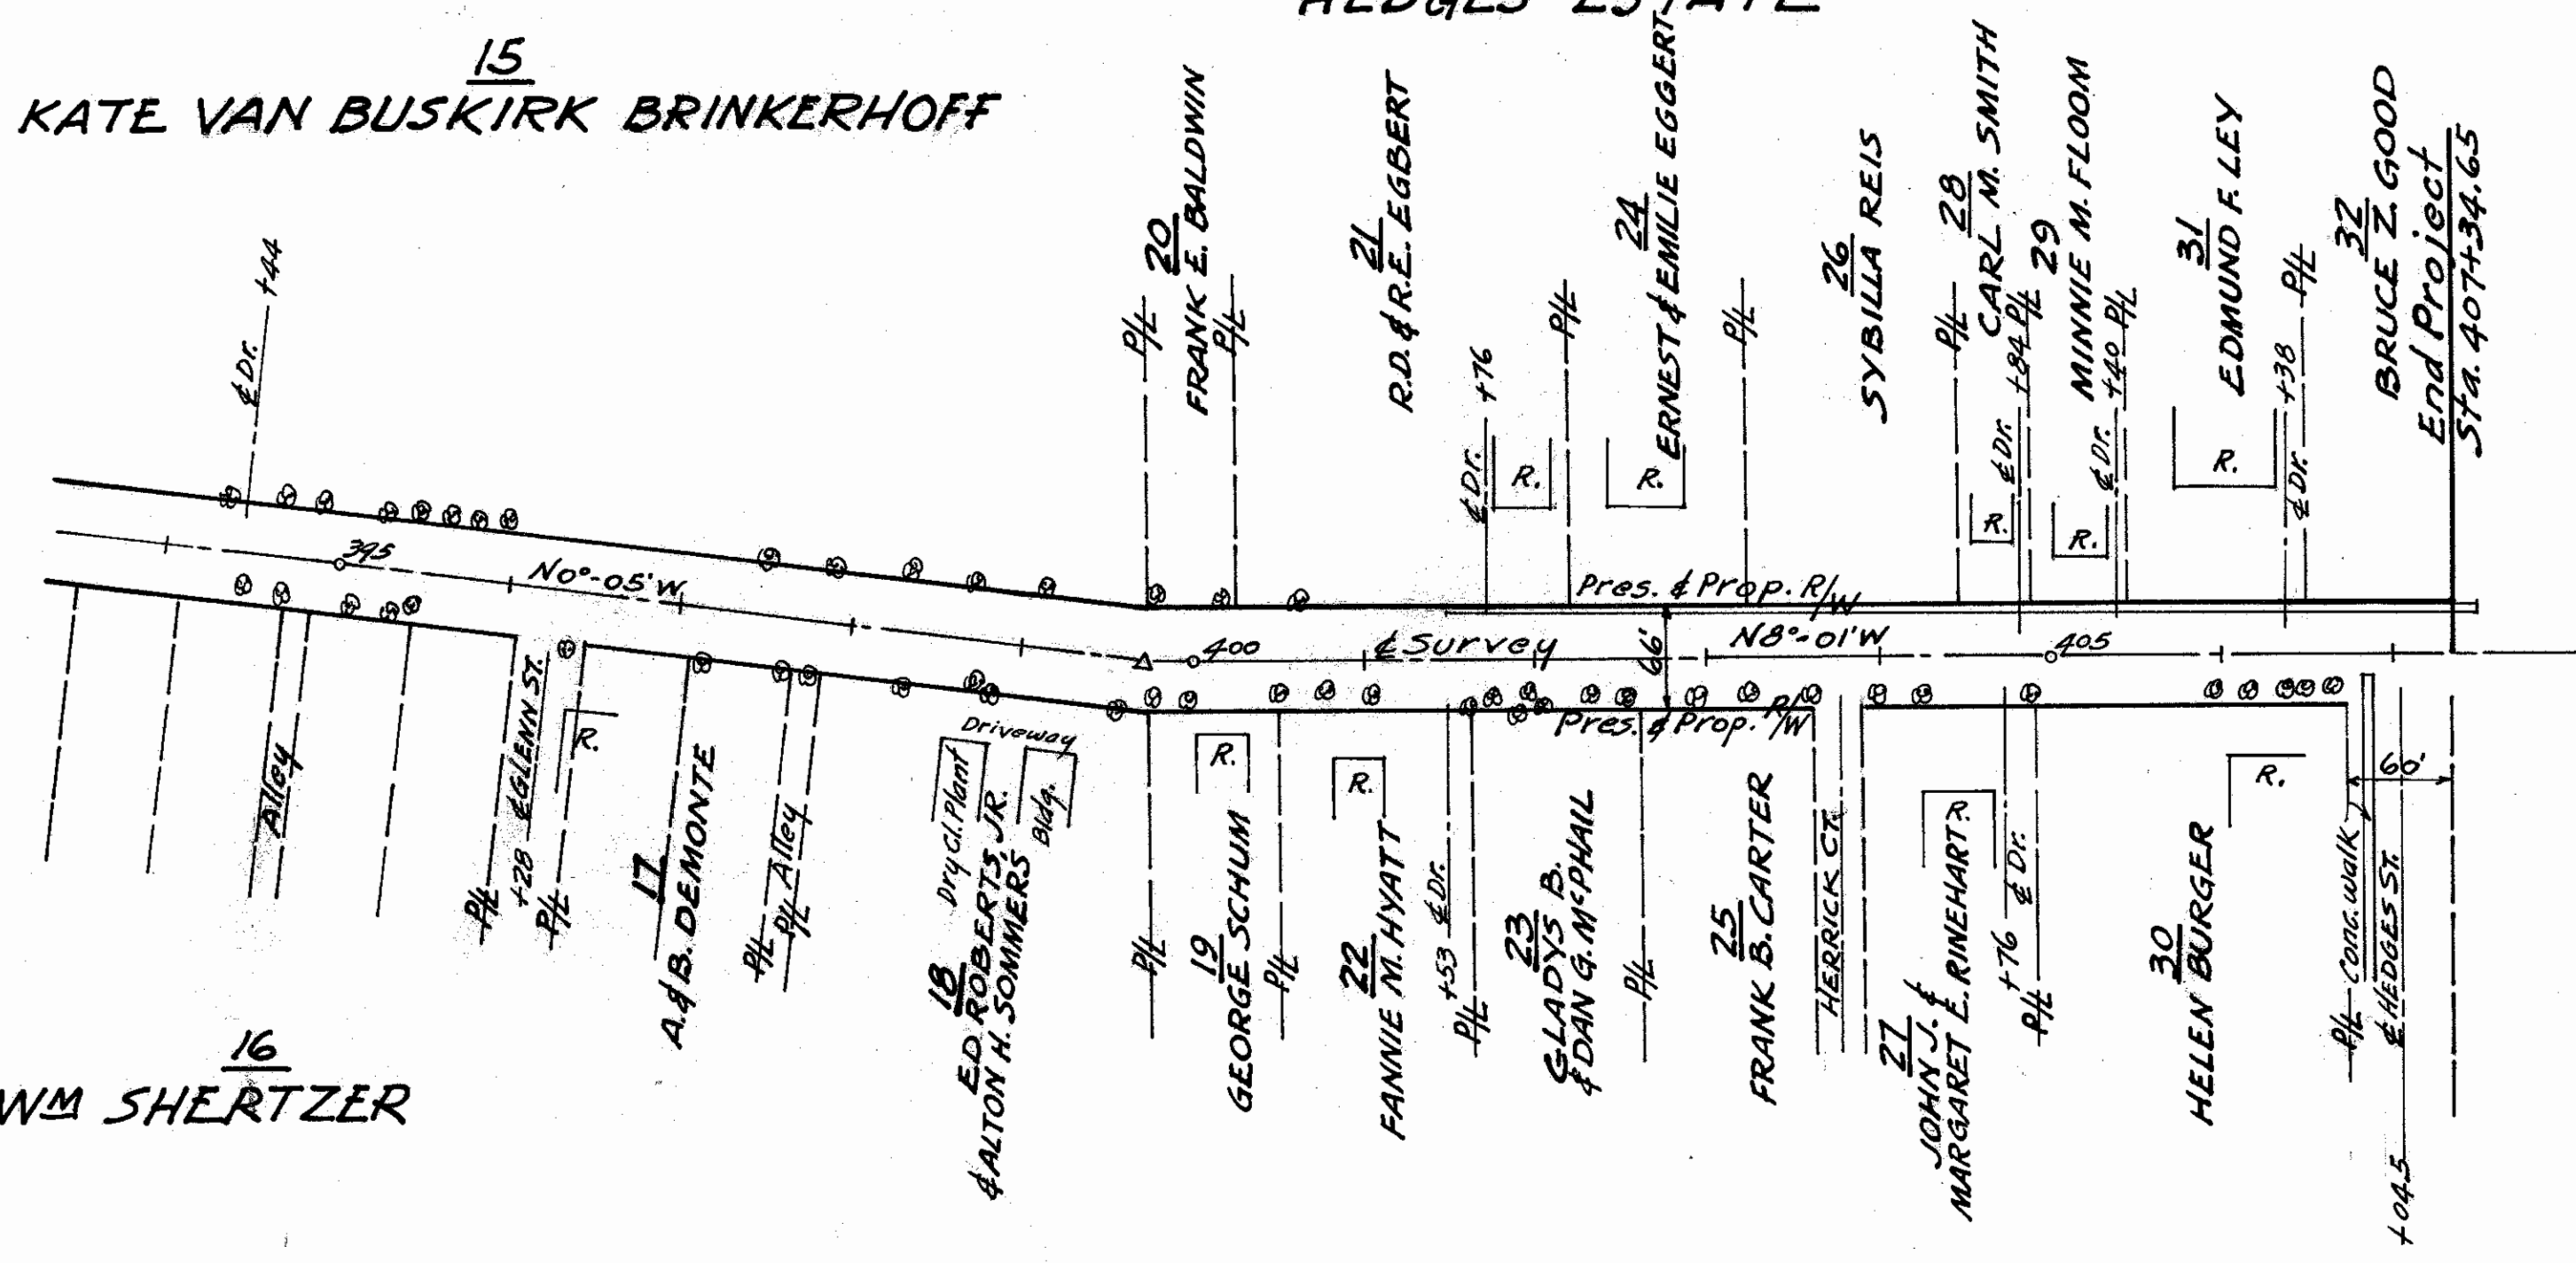 HEDGES ESTATE
15
KATE VAN BUSKIRK BRINKERHOFF
℄ Dr. +44
P/L
20
FRANK E. BALDWIN
P/L
21
R.D. & R.E. EGBERT
℄ Dr. +76
P/L
R.
24
ERNEST & EMILIE EGGERT
R.
P/L
26
SYBILLA REIS
P/L
28
CARL M. SMITH
R.
℄ Dr. +84 P/L
29
MINNIE M. FLOOM
R.
℄ Dr. +40 P/L
31
EDMUND F. LEY
R.
℄ Dr. +38 P/L
32
BRUCE Z. GOOD
End Project
Sta. 407+34.65
395
N0°-05'W
400
℄ Survey
Pres. & Prop. R/W
66'
N8°-01'W
405
Pres. & Prop. R/W
Alley
P/L
+28 ℄ GLENN ST.
P/L
R.
17
A. & B. DEMONTE
P/L
Alley
P/L
Driveway
Dry Cl. Plant
Bldg.
18
ED. ROBERTS, JR.
& ALTON H. SOMMERS
P/L
R.
19
GEORGE SCHUM
P/L
R.
22
FANNIE M. HYATT
+53 ℄ Dr.
P/L
23
GLADYS B.
& DAN G. McPHAIL
P/L
25
FRANK B. CARTER
HERRICK CT.
27
JOHN J. &
MARGARET E. RINEHART
R.
+76 ℄ Dr.
P/L
30
HELEN BURGER
R.
60'
P/L
Conc. Walk
℄ HEDGES ST.
+04.5
16
WM SHERTZER